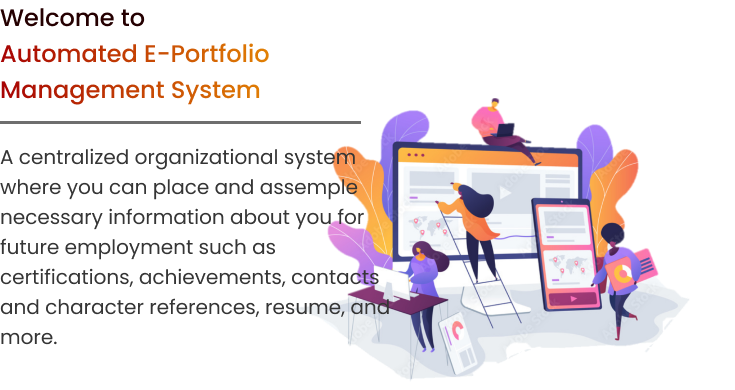 Welcome to
Automated E-Portfolio
Management System
A centralized organizational system
where you can place and assemple
necessary information about you for
future employment such as
certifications, achievements, contacts
and character references, resume, and
more.